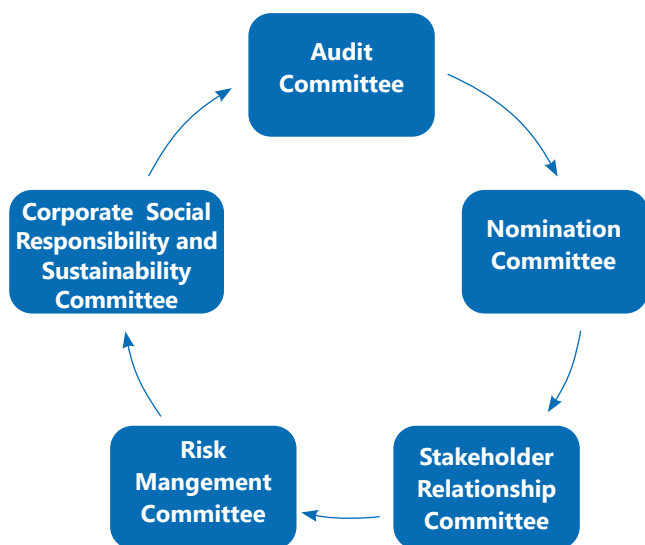 Audit
Committee
Nomination
Committee
Stakeholder
Relationship
Committee
Risk
Mangement
Committee
Corporate Social
Responsibility and
Sustainability
Committee